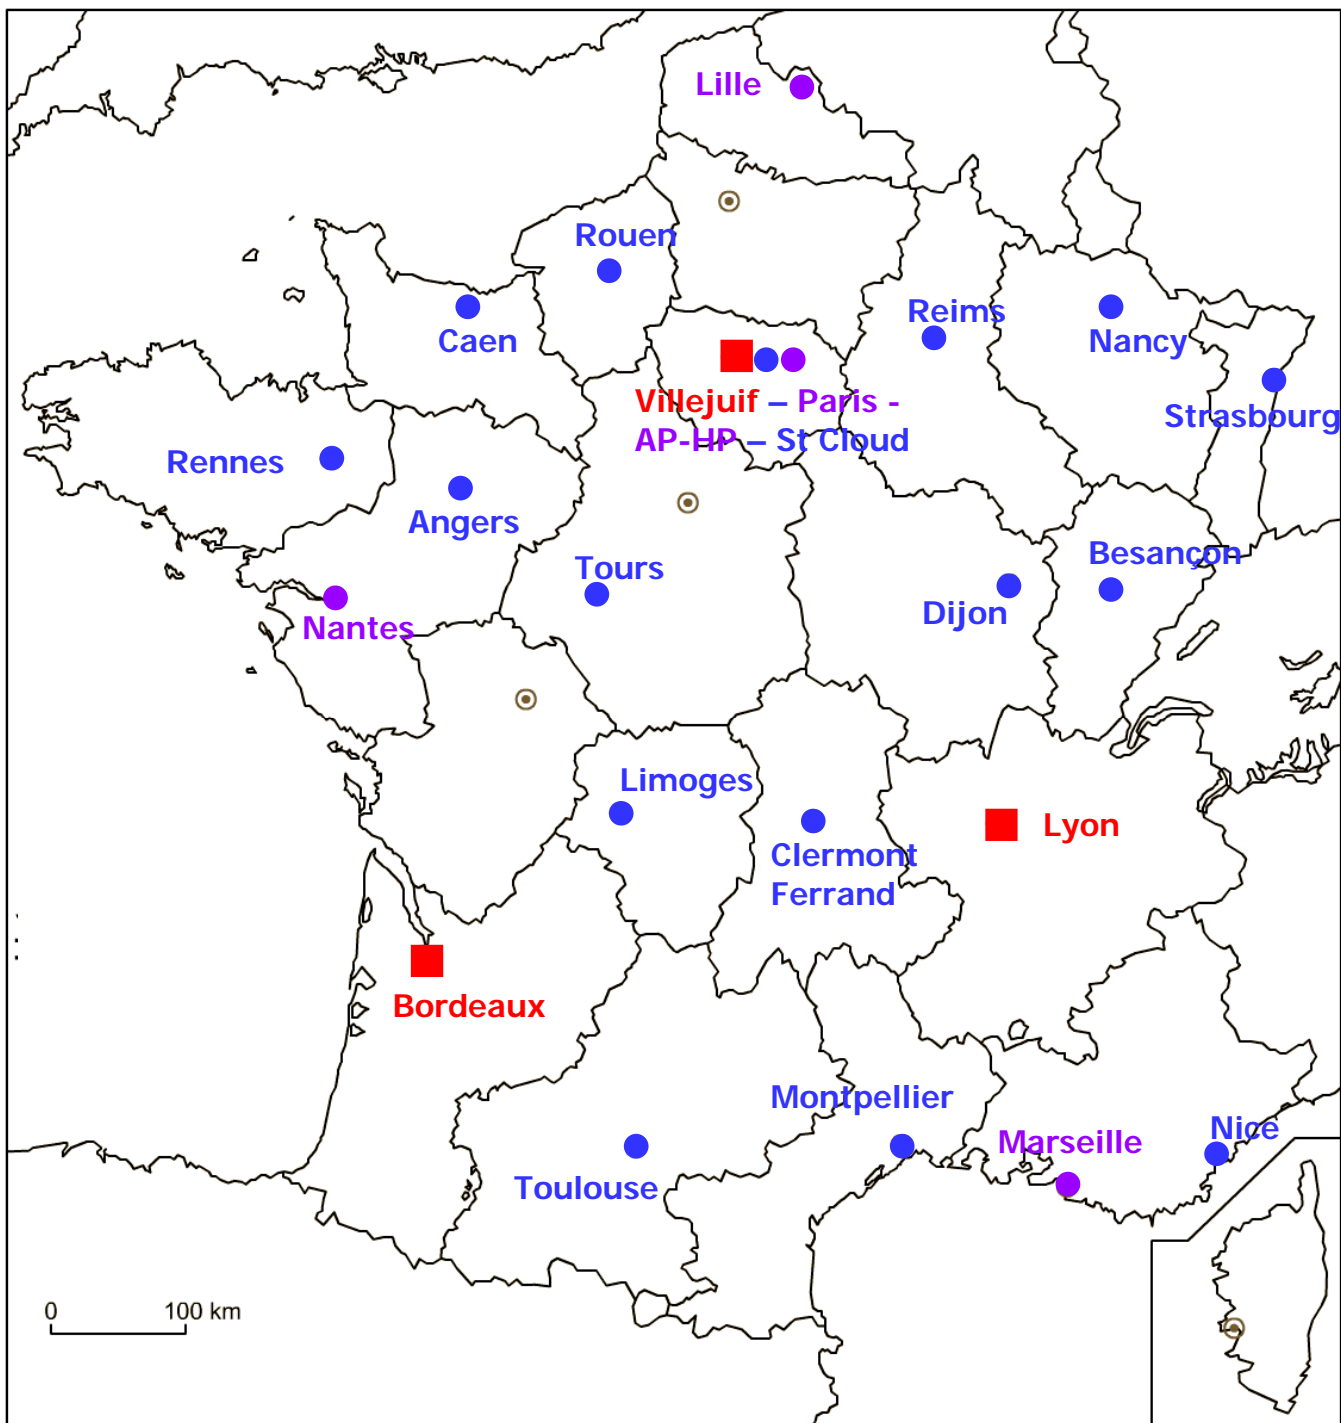 Lille
Rouen
Caen
Reims
Nancy
Villejuif – Paris -
AP-HP – St Cloud
Strasbourg
Rennes
Angers
Besançon
Tours
Dijon
Nantes
Limoges
Lyon
Clermont
Ferrand
Bordeaux
Montpellier
Nice
Marseille
Toulouse
0 100 km